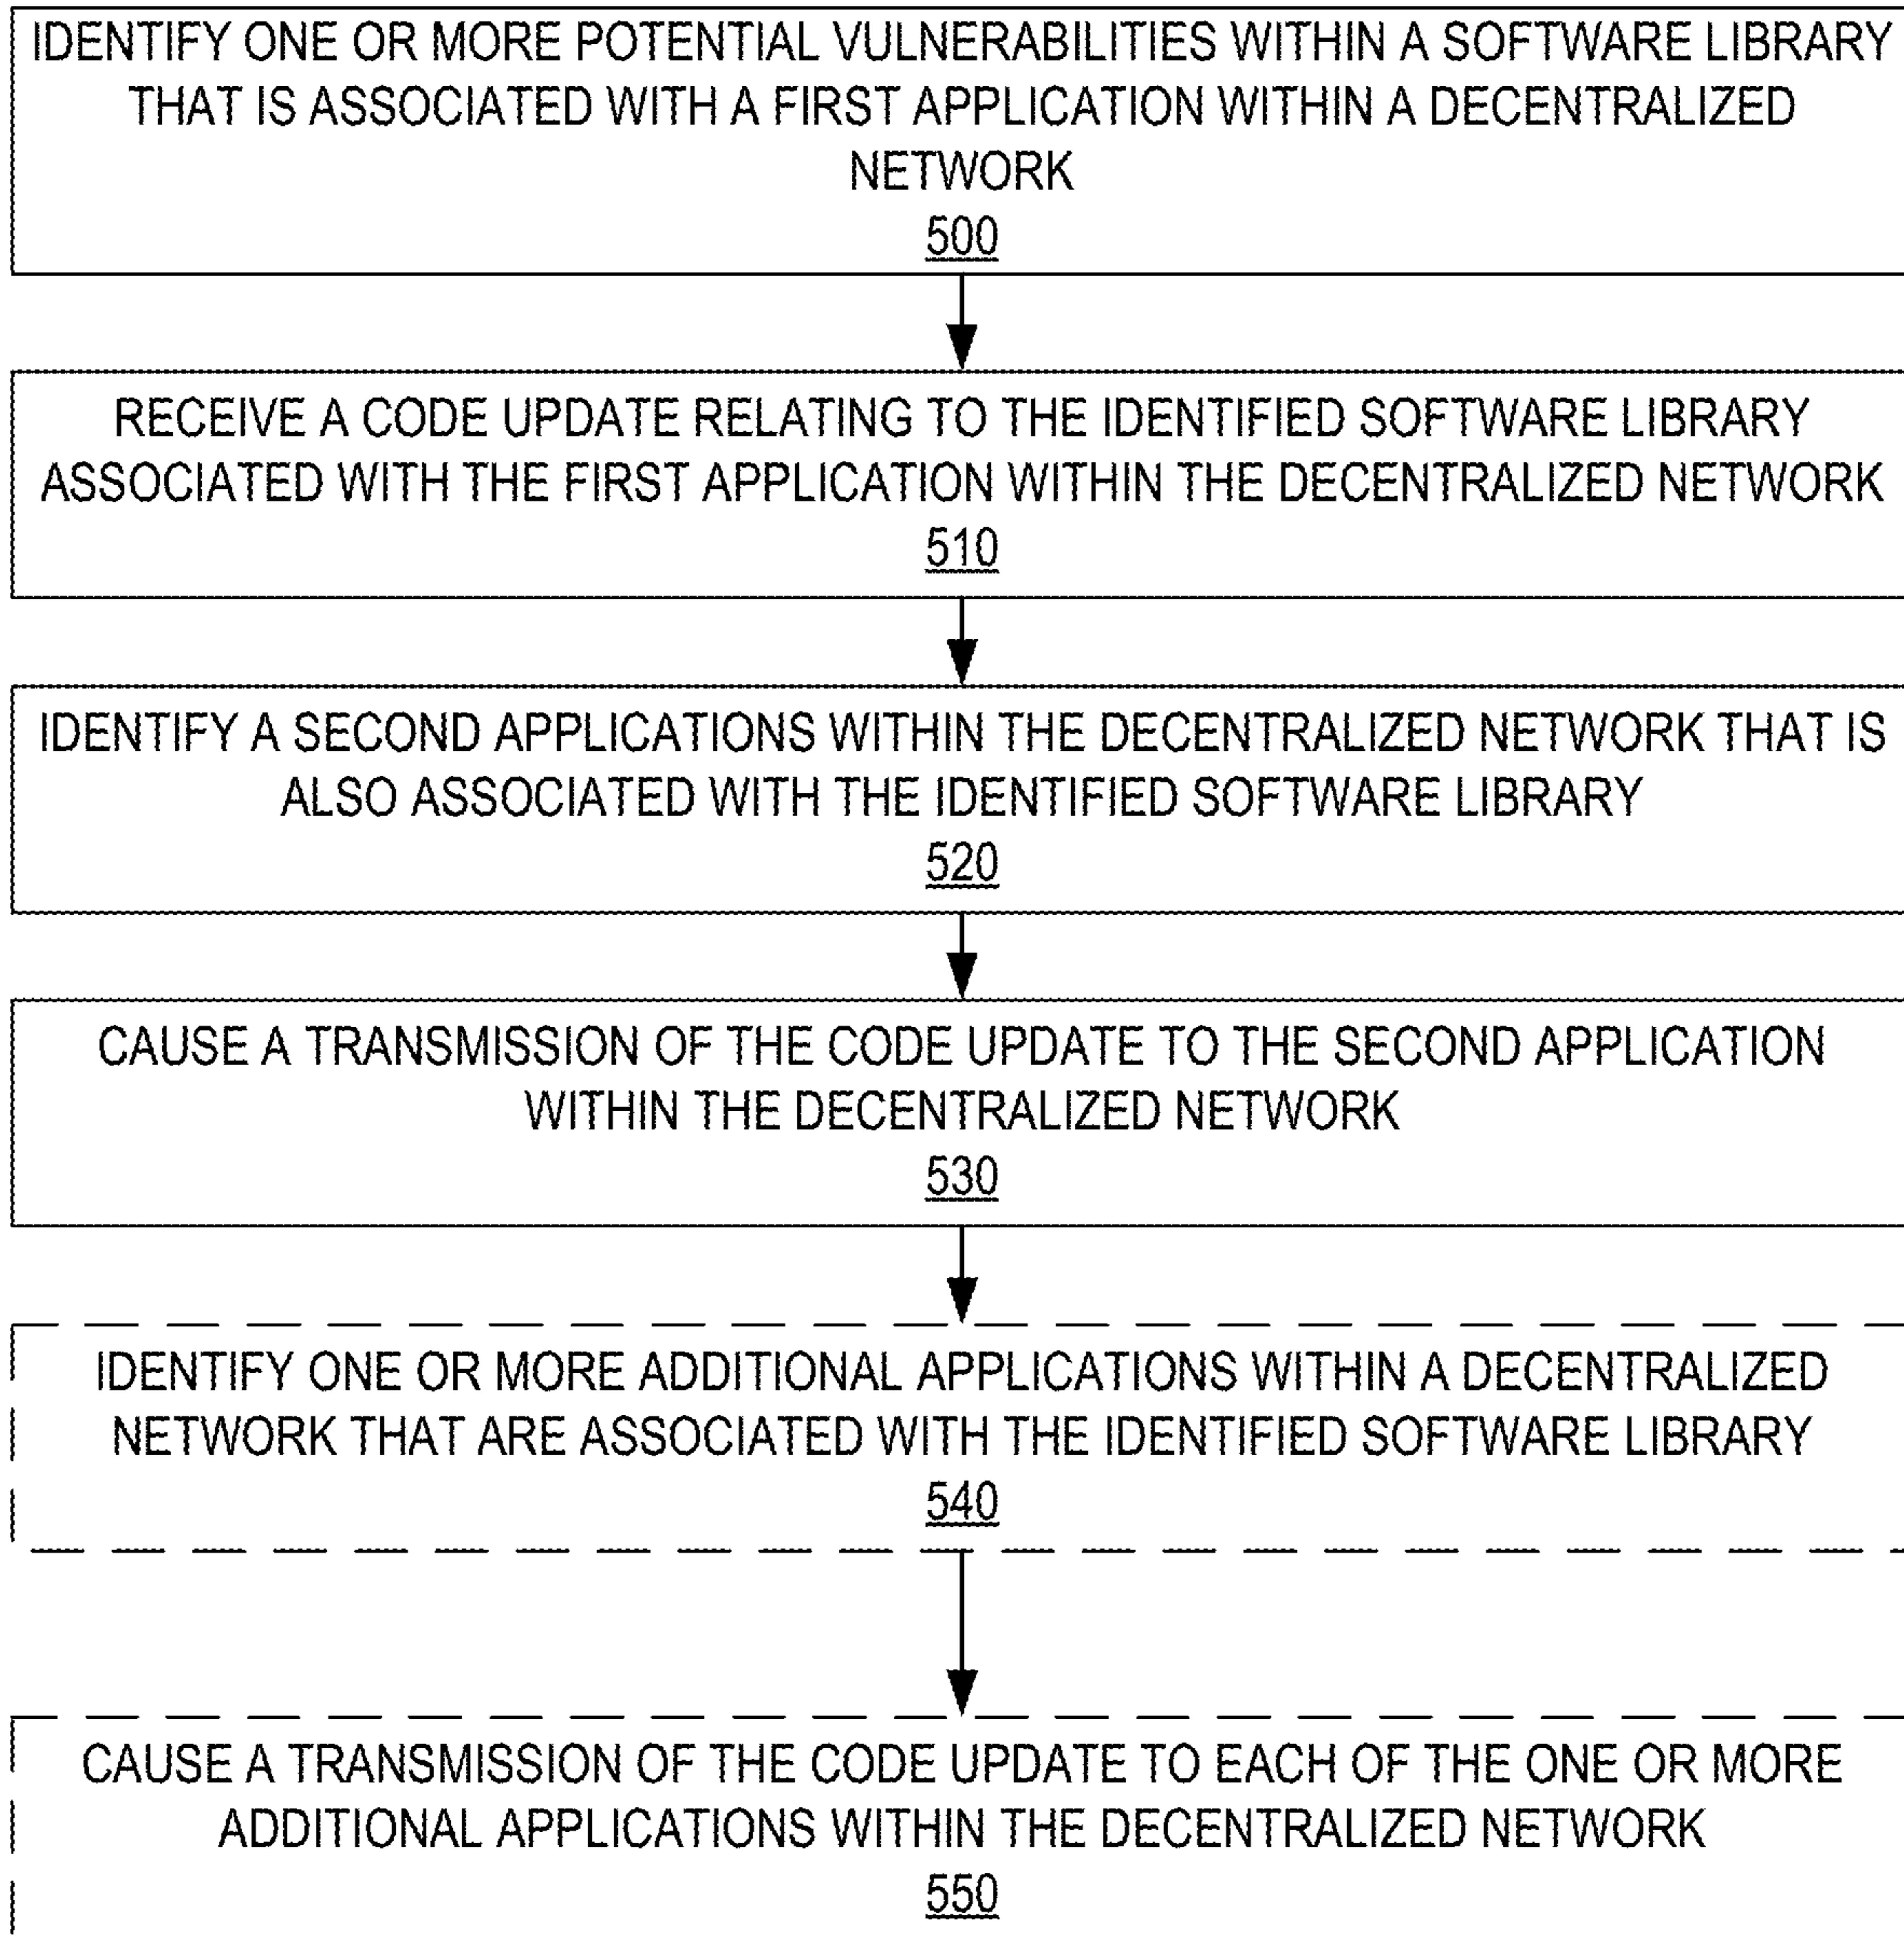 IDENTIFY ONE OR MORE POTENTIAL VULNERABILITIES WITHIN A SOFTWARE LIBRARY
THAT IS ASSOCIATED WITH A FIRST APPLICATION WITHIN A DECENTRALIZED
NETWORK
500
RECEIVE A CODE UPDATE RELATING TO THE IDENTIFIED SOFTWARE LIBRARY
ASSOCIATED WITH THE FIRST APPLICATION WITHIN THE DECENTRALIZED NETWORK
510
IDENTIFY A SECOND APPLICATIONS WITHIN THE DECENTRALIZED NETWORK THAT IS
ALSO ASSOCIATED WITH THE IDENTIFIED SOFTWARE LIBRARY
520
CAUSE A TRANSMISSION OF THE CODE UPDATE TO THE SECOND APPLICATION
WITHIN THE DECENTRALIZED NETWORK
530
IDENTIFY ONE OR MORE ADDITIONAL APPLICATIONS WITHIN A DECENTRALIZED
NETWORK THAT ARE ASSOCIATED WITH THE IDENTIFIED SOFTWARE LIBRARY
540
CAUSE A TRANSMISSION OF THE CODE UPDATE TO EACH OF THE ONE OR MORE
ADDITIONAL APPLICATIONS WITHIN THE DECENTRALIZED NETWORK
550